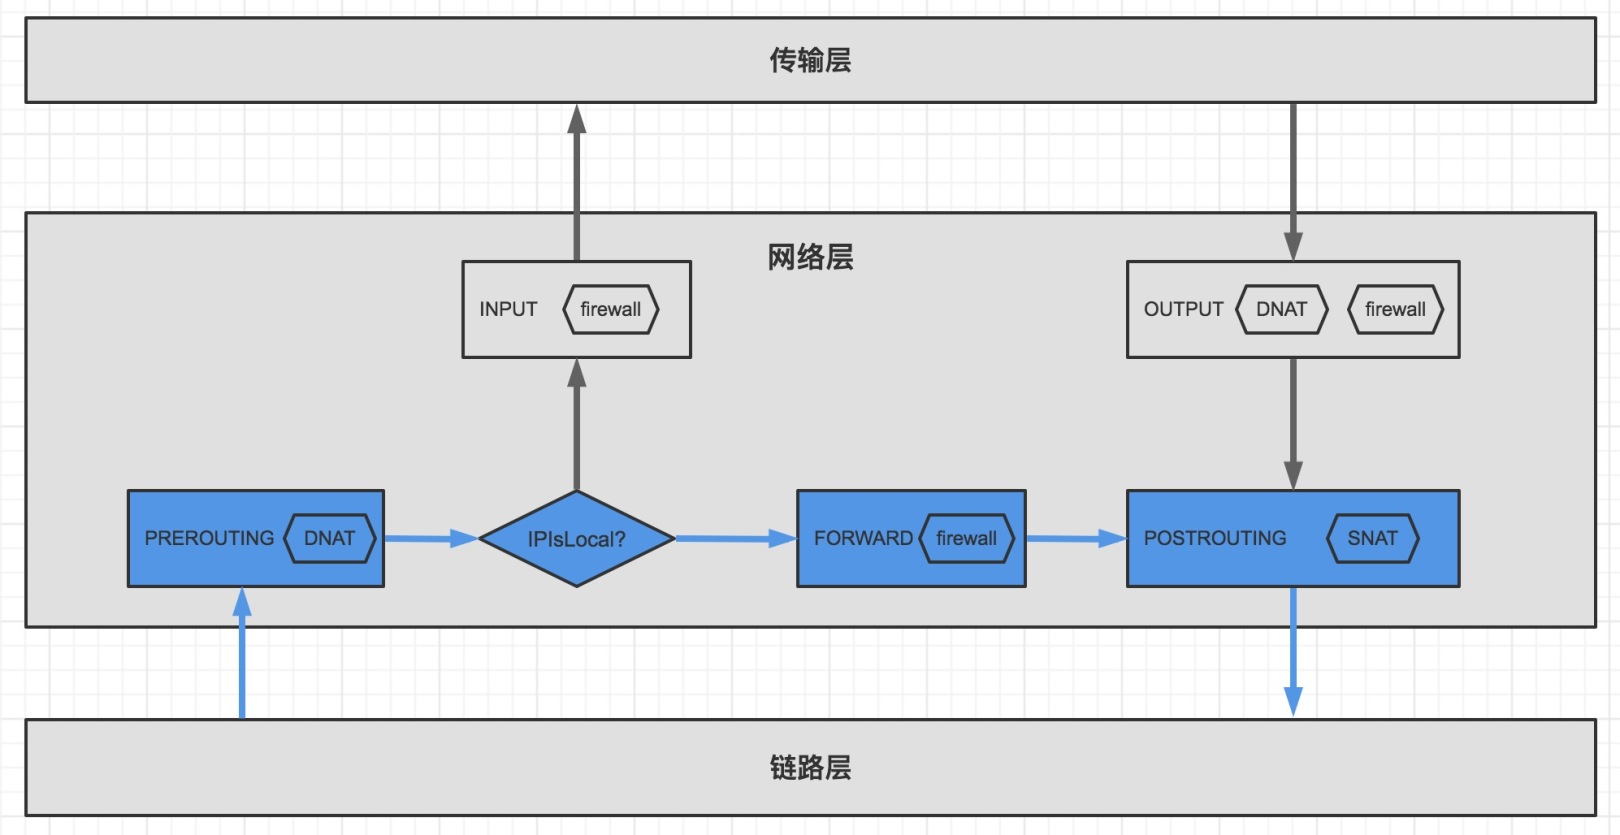 传输层
网络层
INPUT firewall
OUTPUT DNAT firewall
PREROUTING DNAT
IPIsLocal?
FORWARD firewall
POSTROUTING SNAT
链路层